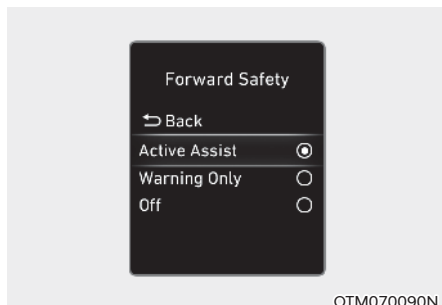 Forward Safety
Back
Active Assist
Warning Only
Off
OTM070090N